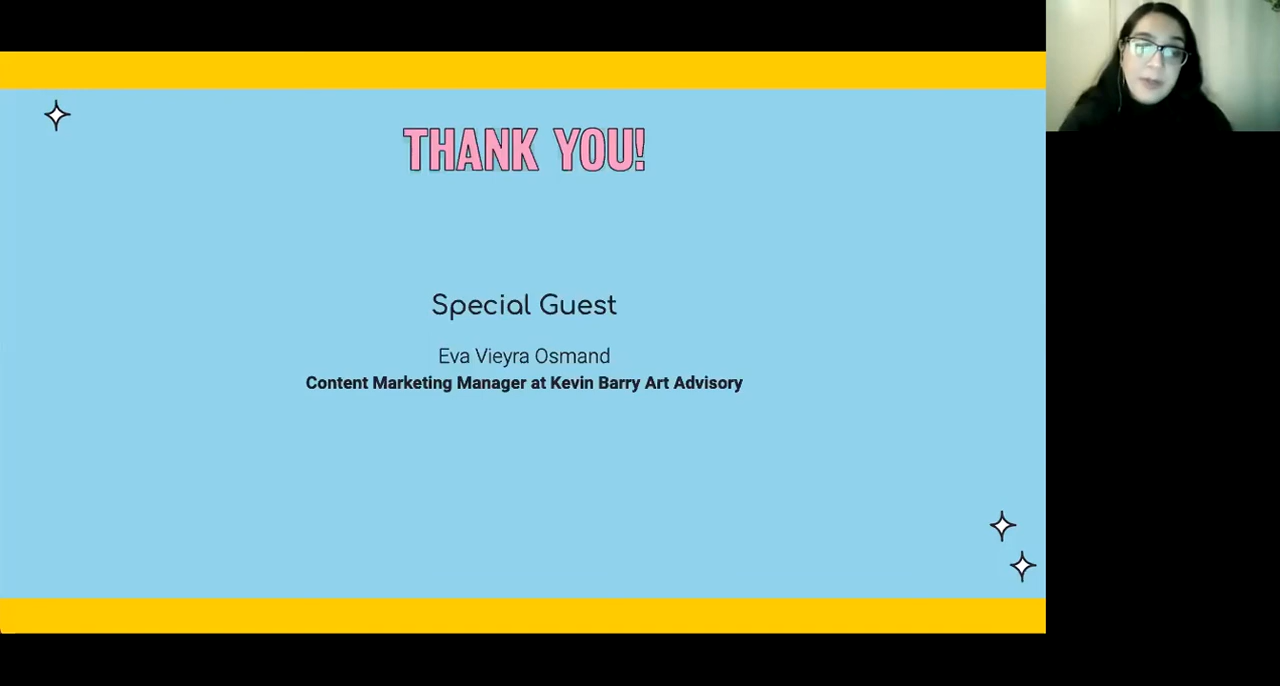 THANK YOU!
Special Guest
Eva Vieyra Osmand
Content Marketing Manager at Kevin Barry Art Advisory